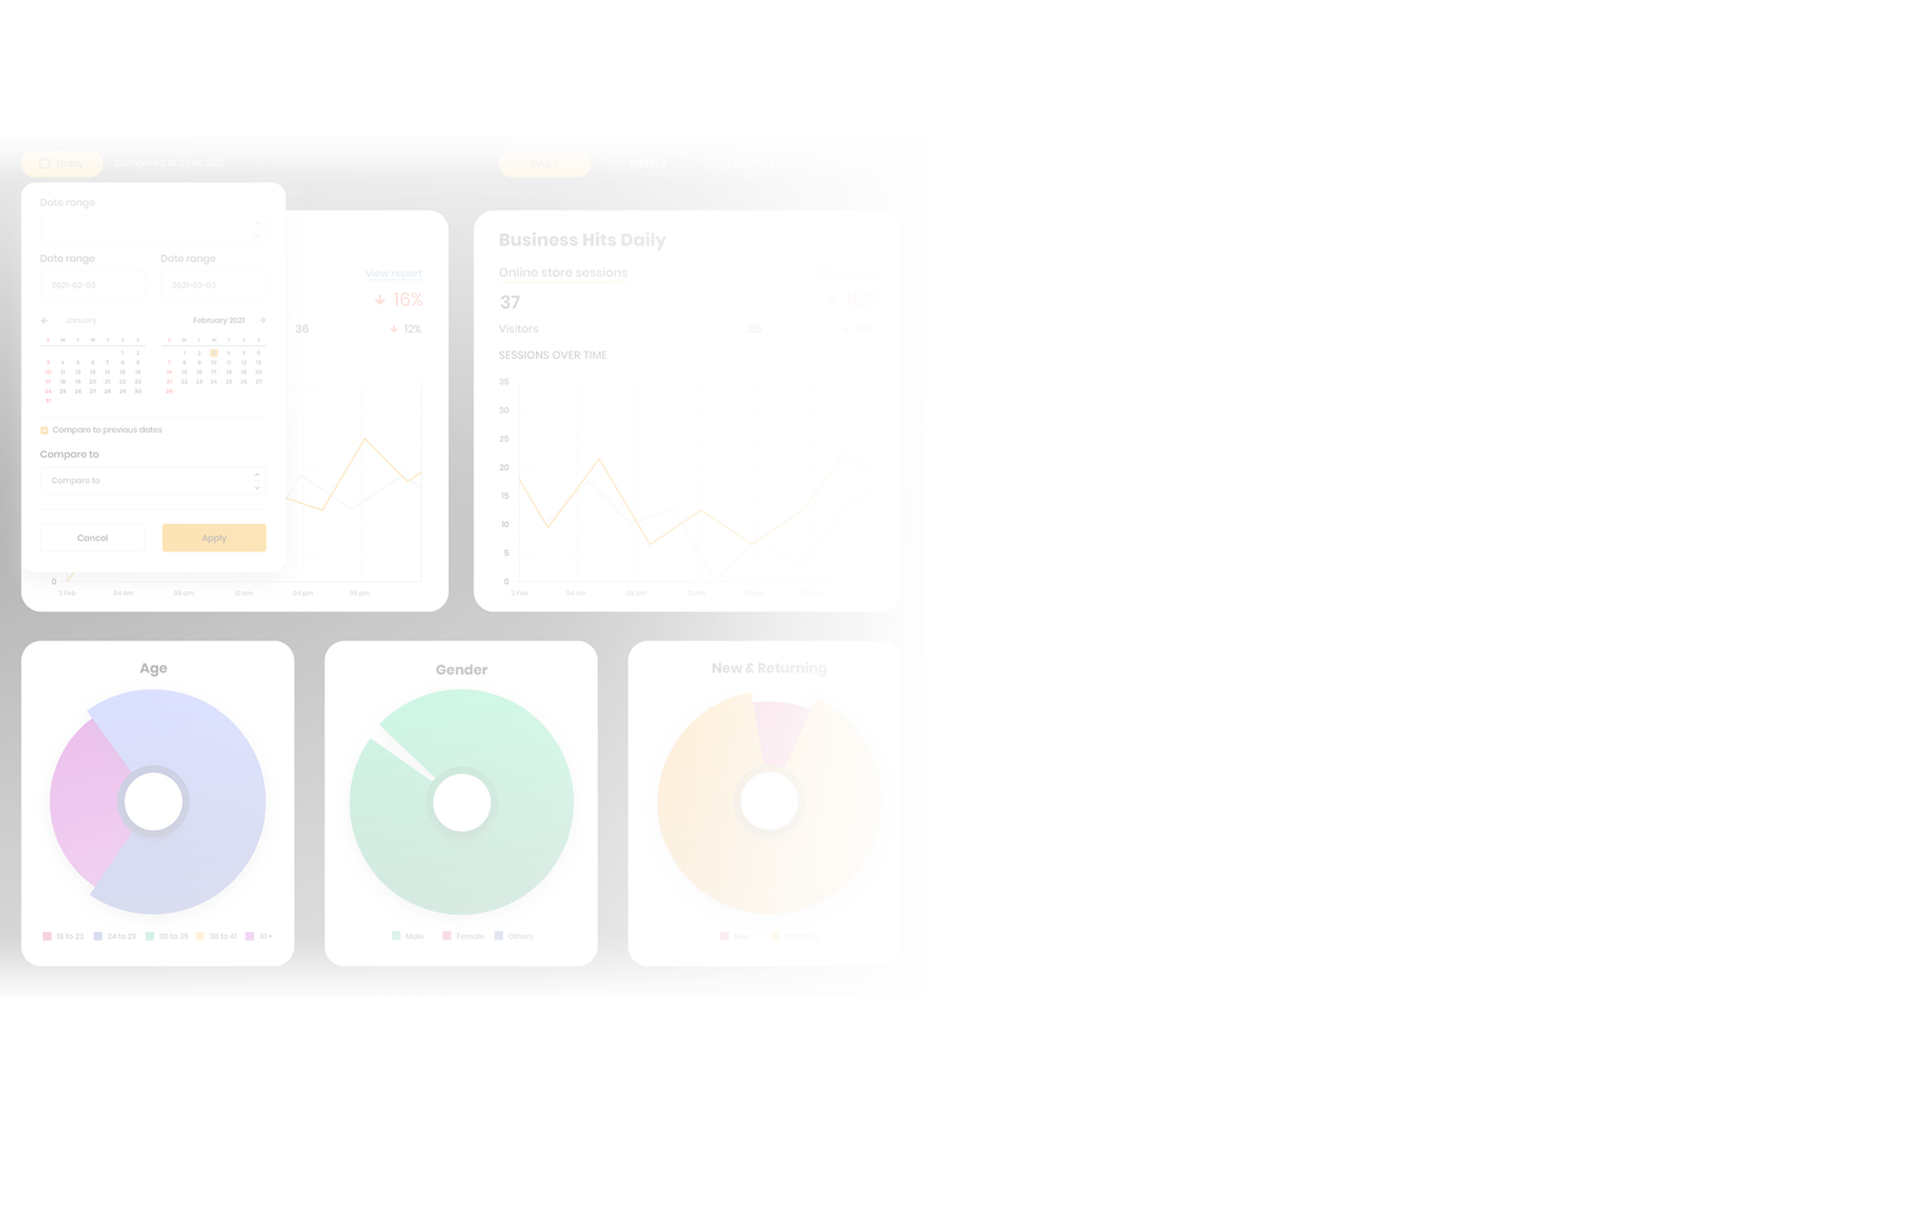 Today Compared to 2 Feb 2021
DAILY WEEKLY MONTHLY
Date range
Date range Date range
2021-02-03 2021-02-03
January February 2021
S M T W T F S
1 2
3 4 5 6 7 8 9
10 11 12 13 14 15 16
17 18 19 20 21 22 23
24 25 26 27 28 29 30
31
S M T W T F S
1 2 3 4 5 6
7 8 9 10 11 12 13
14 15 16 17 18 19 20
21 22 23 24 25 26 27
28
Compare to previous dates
Compare to
Compare to
Cancel Apply
View report
16%
36 12%
0
3 Feb 04 am 08 am 12 am 04 pm 08 pm
Business Hits Daily
Online store sessions
37 16%
Visitors 36 12%
SESSIONS OVER TIME
35
30
25
20
15
10
5
0
3 Feb 04 am 08 am 12 pm 04 pm
Age
18 to 23 24 to 29 30 to 35 36 to 41 41+
Gender
Male Female Others
New & Returning
New Returning